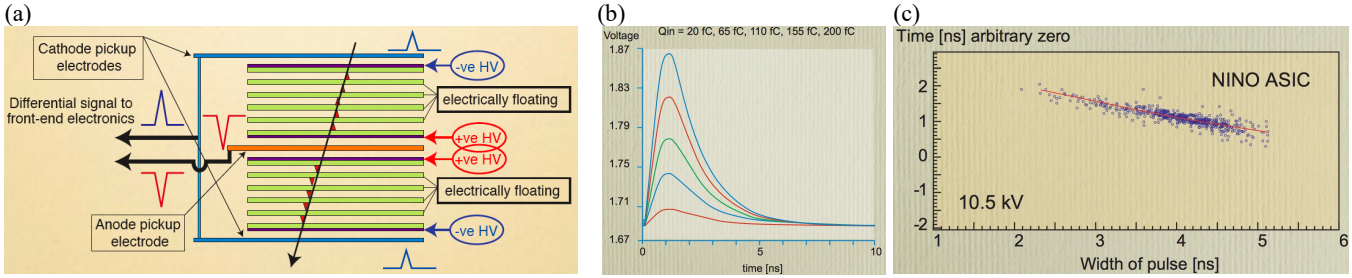 (a)
Cathode pickup
electrodes
-ve HV
electrically floating
Differential signal to
front-end electronics
+ve HV
+ve HV
electrically floating
Anode pickup
electrode
-ve HV
(b)
Qin = 20 fC, 65 fC, 110 fC, 155 fC, 200 fC
Voltage
1.87
1.83
1.79
1.75
1.71
1.67
0
5
10
time [ns]
(c)
Time [ns] arbitrary zero
NINO ASIC
5
4
3
2
1
0
-1
-2
10.5 kV
1
2
3
4
5
6
Width of pulse [ns]